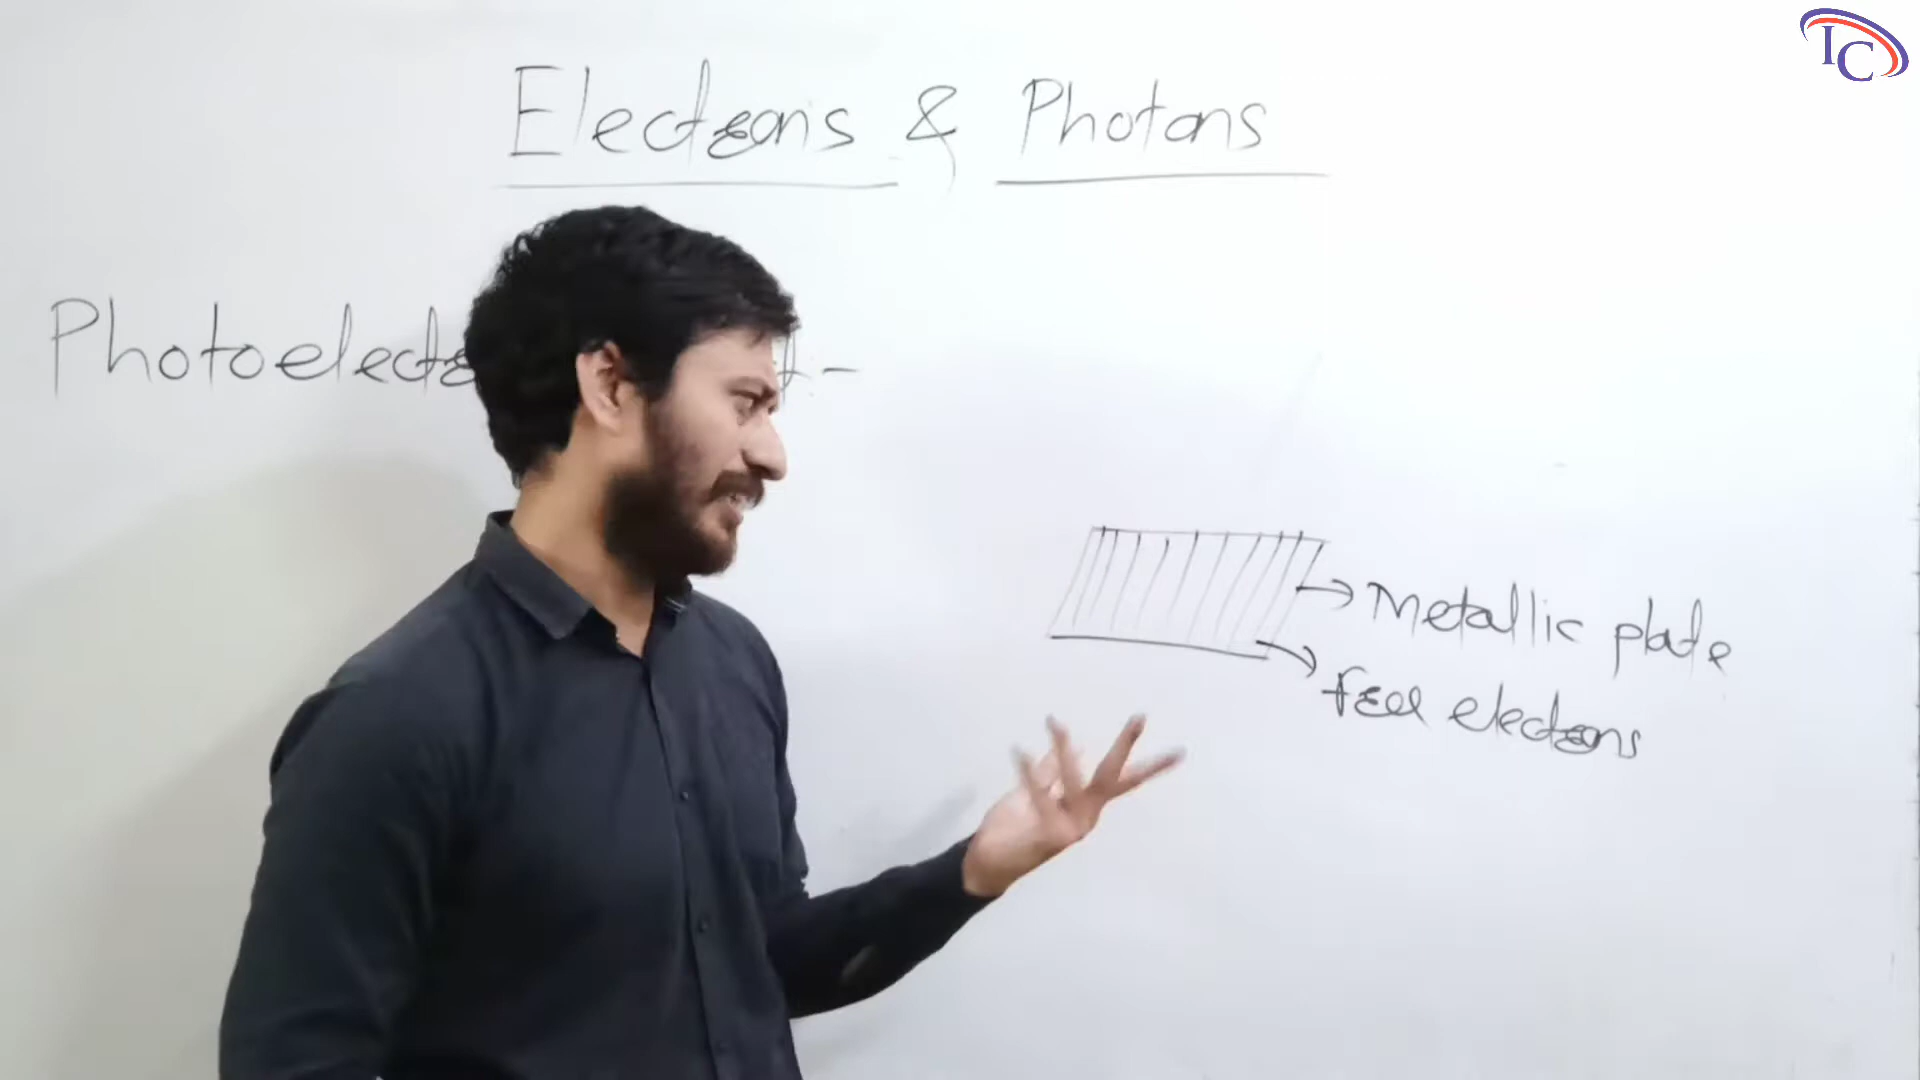 IC
Electrons & Photons
Photoelect
Metallic plate
free electrons